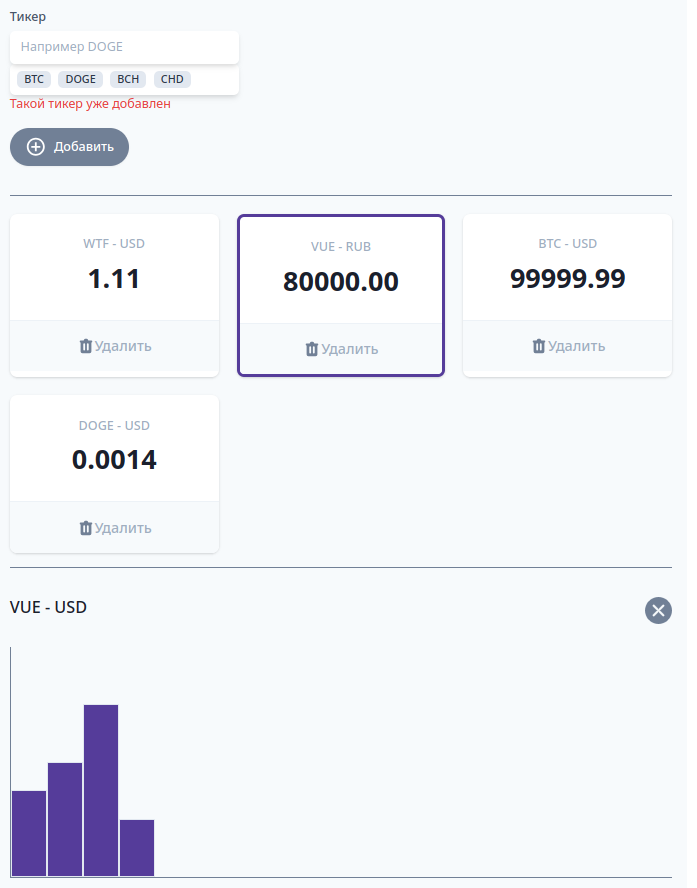 Тикер
Например DOGE
BTC DOGE BCH CHD
Такой тикер уже добавлен
Добавить
WTF - USD
1.11
Удалить
VUE - RUB
80000.00
Удалить
BTC - USD
99999.99
Удалить
DOGE - USD
0.0014
Удалить
VUE - USD